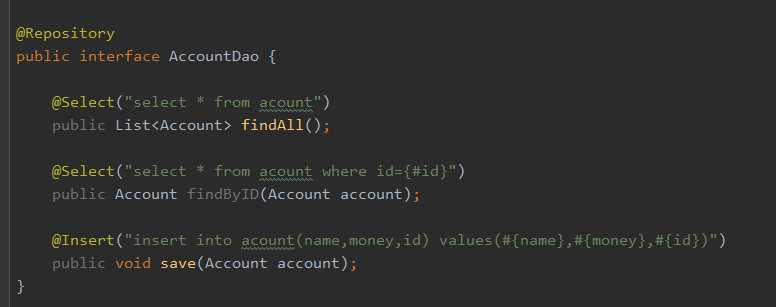 @Repository
public interface AccountDao {
@Select("select * from acount")
public List<Account> findAll();
@Select("select * from acount where id={#id}")
public Account findByID(Account account);
@Insert("insert into acount(name,money,id) values(#{name},#{money},#{id})")
public void save(Account account);
}